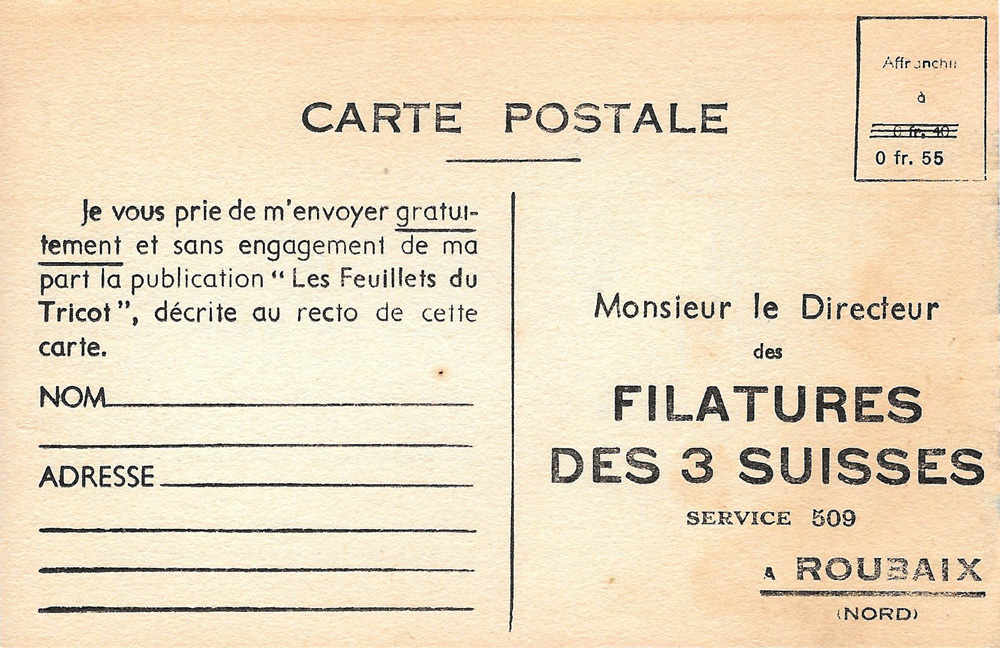 CARTE POSTALE
Affranchir
à
0 fr. 40
0 fr. 55
Je vous prie de m'envoyer gratui-
tement et sans engagement de ma
part la publication “ Les Feuillets du
Tricot ”, décrite au recto de cette
carte.
NOM
ADRESSE
Monsieur le Directeur
des
FILATURES
DES 3 SUISSES
SERVICE 509
A ROUBAIX
(NORD)